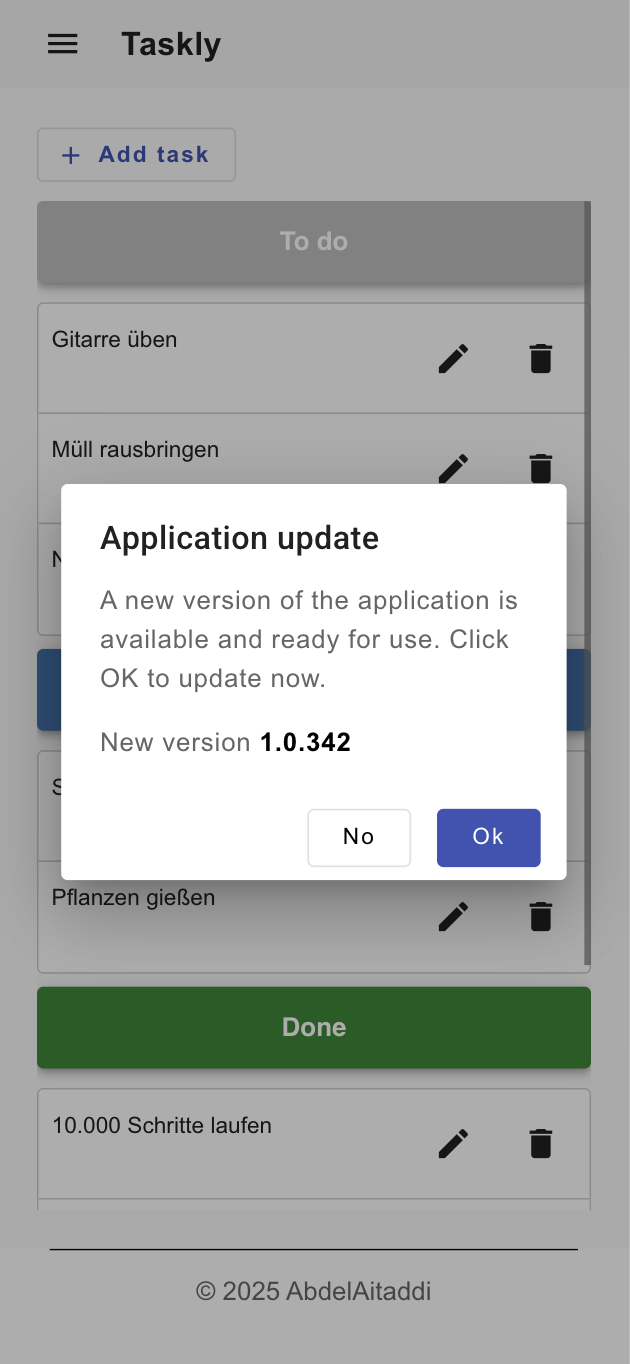 Taskly
Add task
To do
Gitarre üben
Müll rausbringen
Application update
A new version of the application is
available and ready for use. Click
OK to update now.
New version 1.0.342
No
Ok
Pflanzen gießen
Done
10.000 Schritte laufen
© 2025 AbdelAitaddi